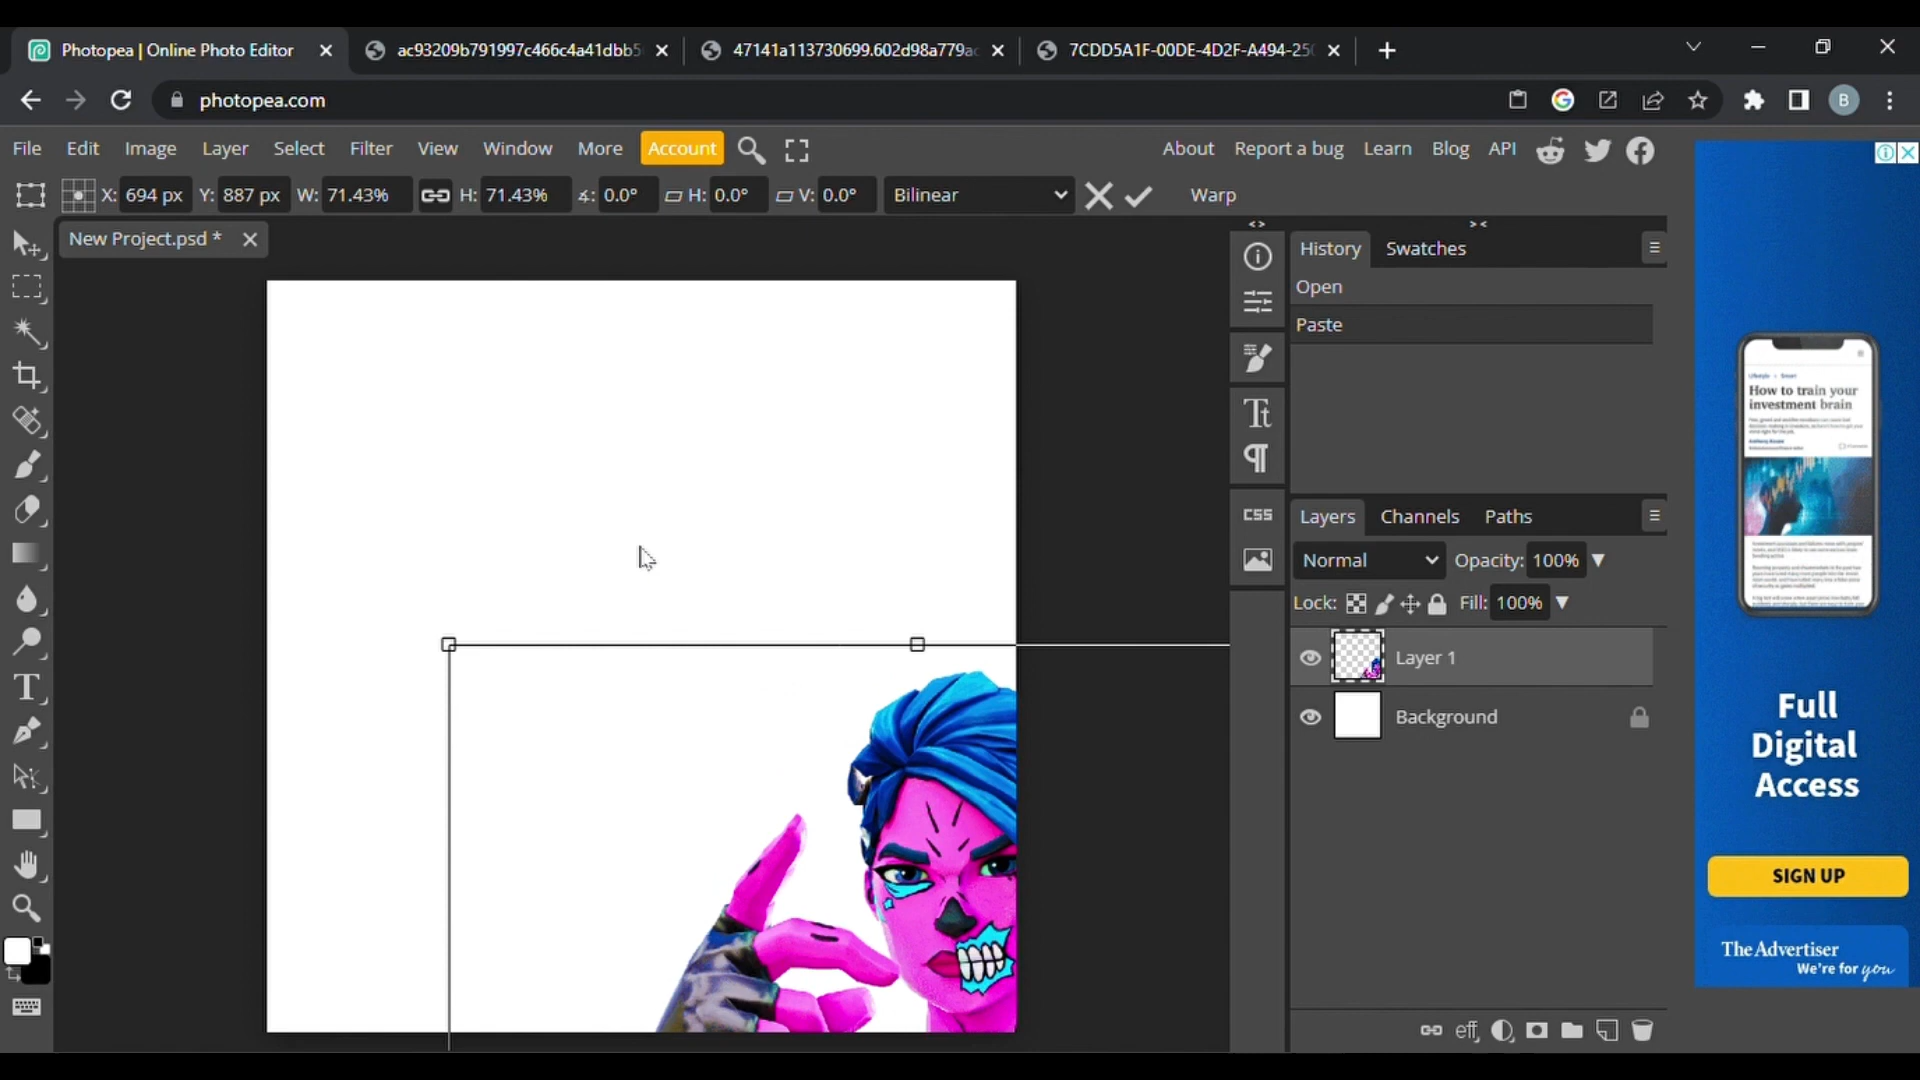 Photopea | Online Photo Editor
ac93209b791997c466c4a41dbb5
47141a113730699.602d98a779ac
7CDD5A1F-00DE-4D2F-A494-250
photopea.com
B
File Edit Image Layer Select Filter View Window More Account
About Report a bug Learn Blog API
X: 694 px Y: 887 px W: 71.43% H: 71.43% ∡: 0.0° H: 0.0° V: 0.0° Bilinear Warp
New Project.psd *
History Swatches
Open
Paste
CSS
Layers Channels Paths
Normal Opacity: 100%
Lock: Fill: 100%
Layer 1
Background
eff
How to train your
investment brain
Full
Digital
Access
SIGN UP
The Advertiser
We're for you